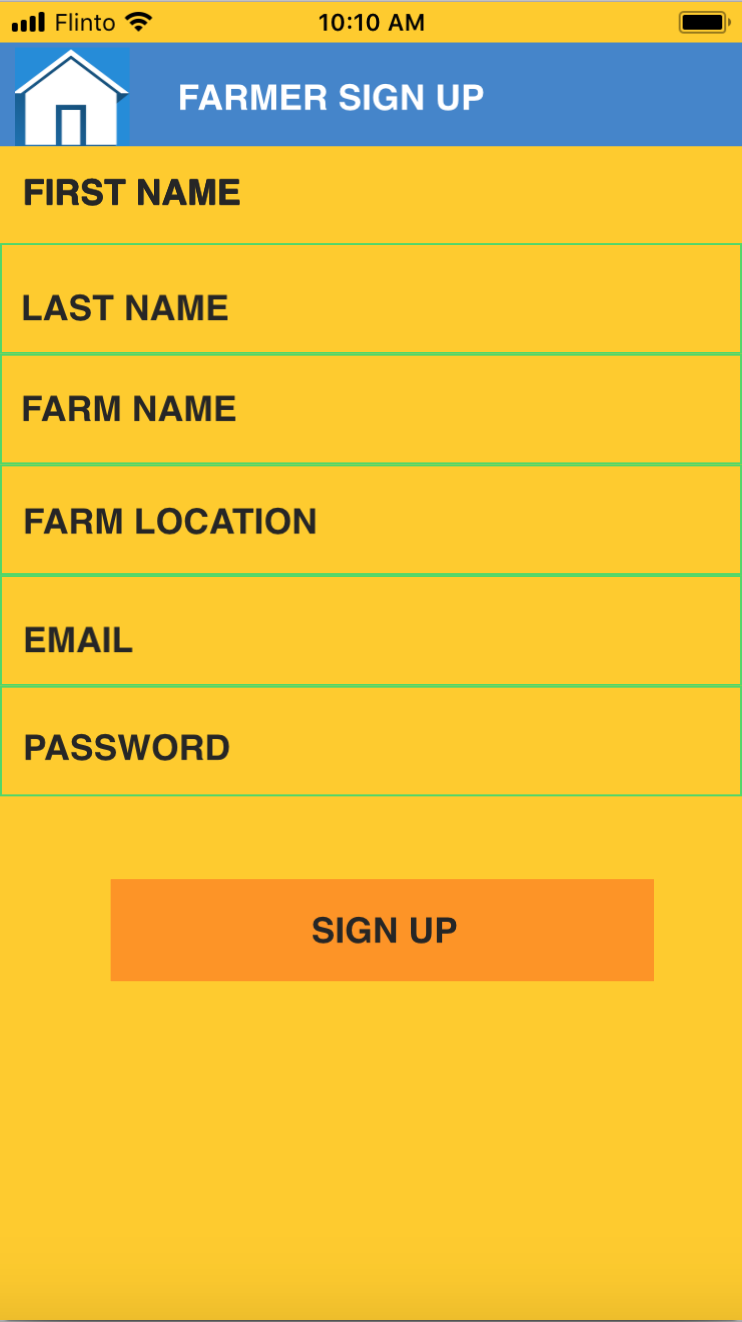 Flinto 10:10 AM
FARMER SIGN UP
FIRST NAME
LAST NAME
FARM NAME
FARM LOCATION
EMAIL
PASSWORD
SIGN UP